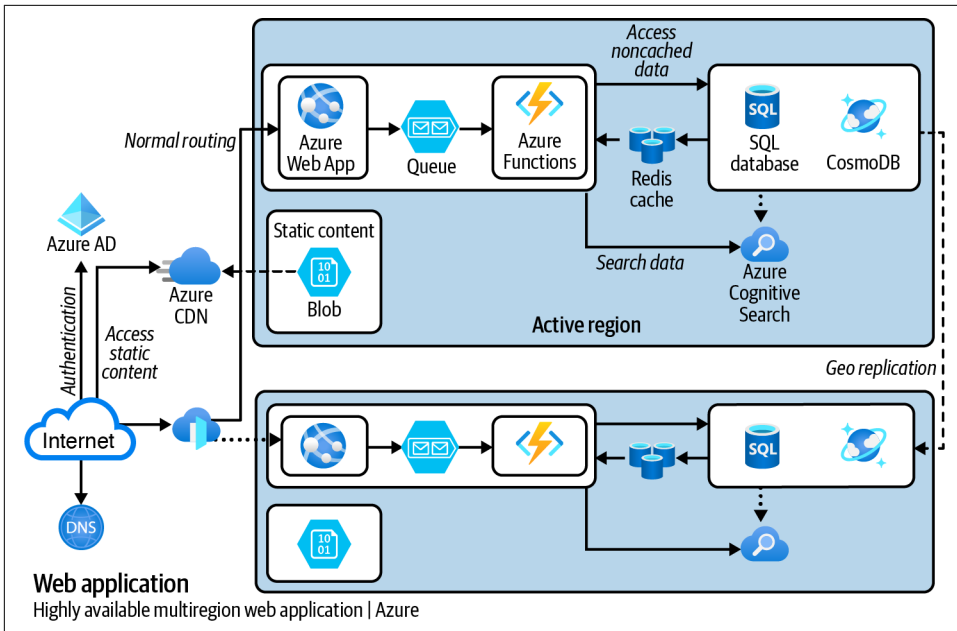 Access
noncached
data
Normal routing
Azure
Web App
Queue
Azure
Functions
Redis
cache
SQL
SQL
database
CosmoDB
Azure AD
Azure
CDN
Static content
10
01
Blob
Search data
Azure
Cognitive
Search
Active region
Authentication
Access
static
content
Geo replication
Internet
DNS
SQL
10
01
Web application
Highly available multiregion web application | Azure